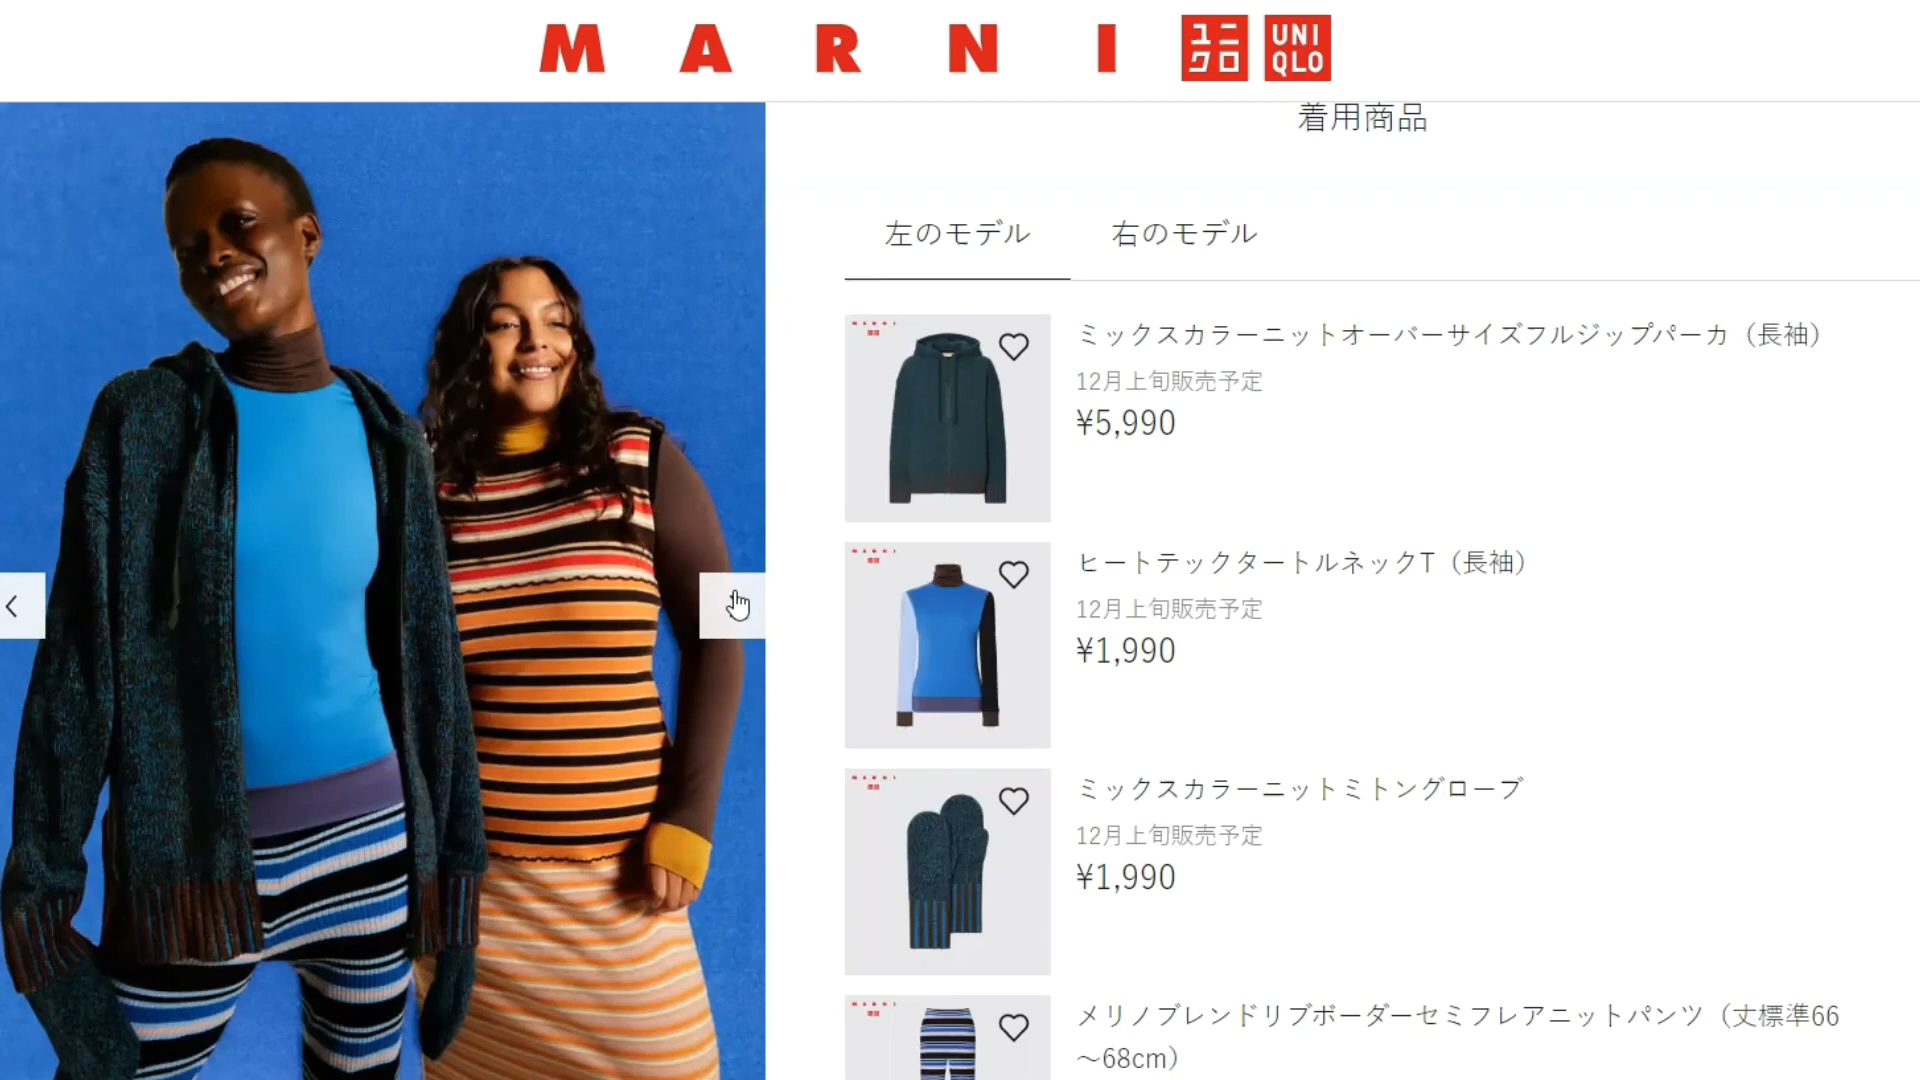 MARNI ユニクロ UNIQLO
着用商品
左のモデル 右のモデル
ミックスカラーニットオーバーサイズフルジップパーカ（長袖）
12月上旬販売予定
¥5,990
ヒートテックタートルネックT（長袖）
12月上旬販売予定
¥1,990
ミックスカラーニットミトングローブ
12月上旬販売予定
¥1,990
メリノブレンドリブボーダーセミフレアニットパンツ（丈標準66
～68cm）